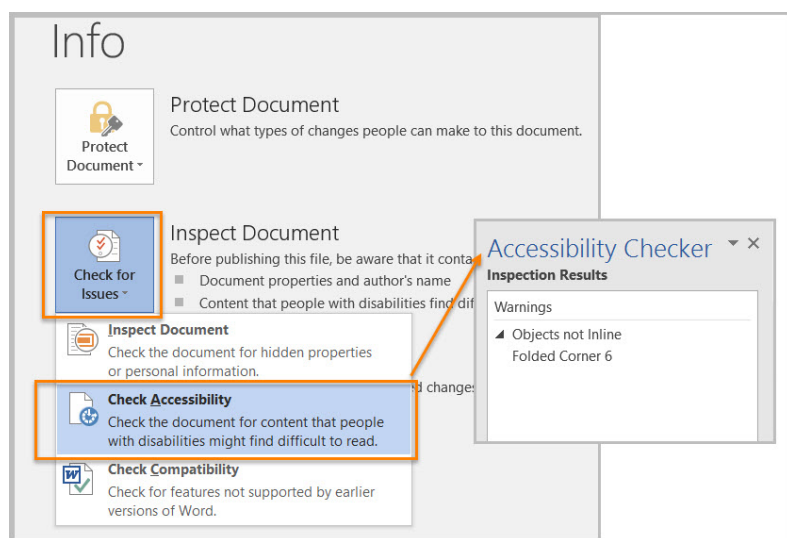 Info
Protect Document
Control what types of changes people can make to this document.
Protect
Document
Inspect Document
Before publishing this file, be aware that it conta
Document properties and author's name
Content that people with disabilities find dif
Check for
Issues
Inspect Document
Check the document for hidden properties
or personal information.
ed changes
Check Accessibility
Check the document for content that people
with disabilities might find difficult to read.
Check Compatibility
Check for features not supported by earlier
versions of Word.
Accessibility Checker
Inspection Results
Warnings
Objects not Inline
Folded Corner 6